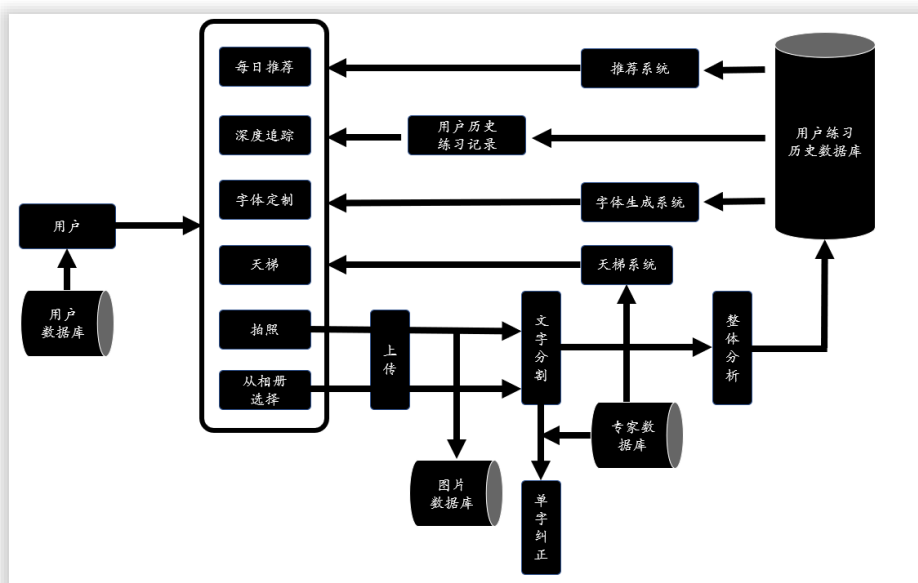 每日推荐
推荐系统
深度追踪
用户历史
练习记录
用户练习
历史数据库
字体定制
字体生成系统
用户
天梯
天梯系统
用户
数据库
拍照
上传
文字分割
整体分析
从相册
选择
专家数
据库
图片
数据库
单字纠正